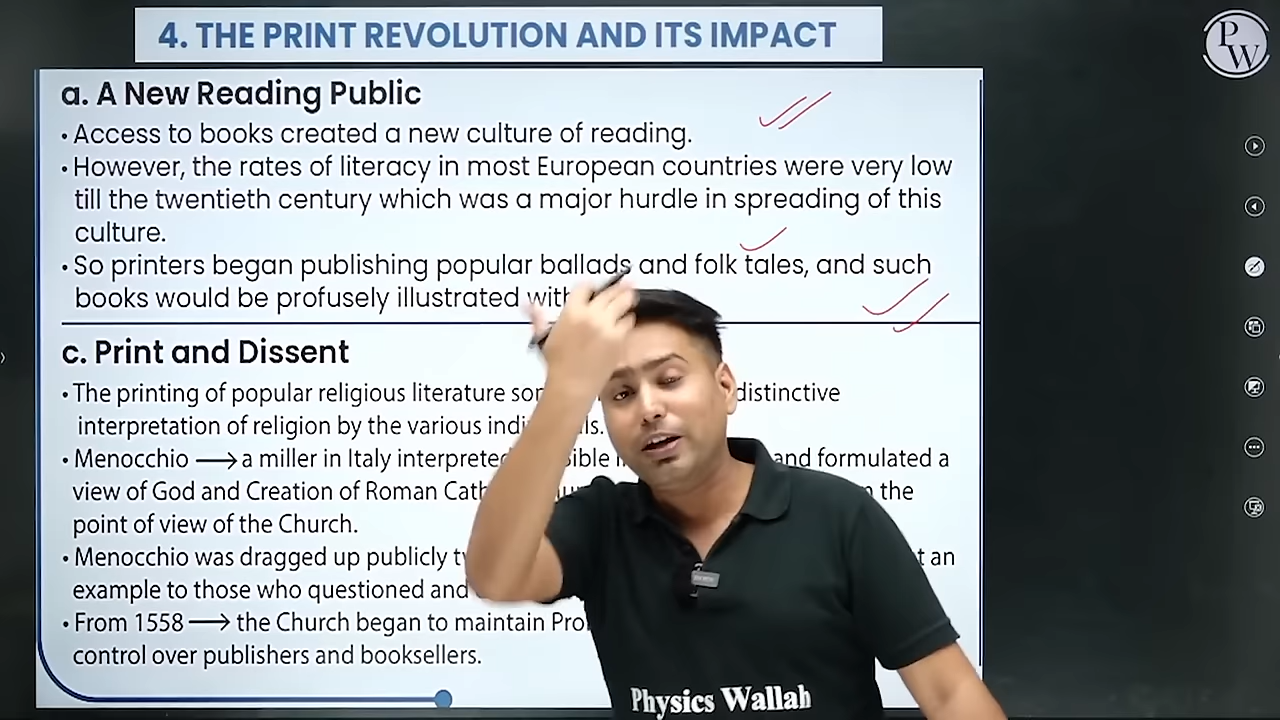 4. THE PRINT REVOLUTION AND ITS IMPACT
PW
a. A New Reading Public
• Access to books created a new culture of reading.
• However, the rates of literacy in most European countries were very low
till the twentieth century which was a major hurdle in spreading of this
culture.
• So printers began publishing popular ballads and folk tales, and such
books would be profusely illustrated with
c. Print and Dissent
• The printing of popular religious literature distinctive
interpretation of religion by the various
• Menocchio → a miller in Italy interpreted and formulated a
view of God and Creation of Roman the
point of view of the Church.
• Menocchio was dragged up publicly an
example to those who questioned and
• From 1558 → the Church began to maintain
control over publishers and booksellers.
Physics Wallah